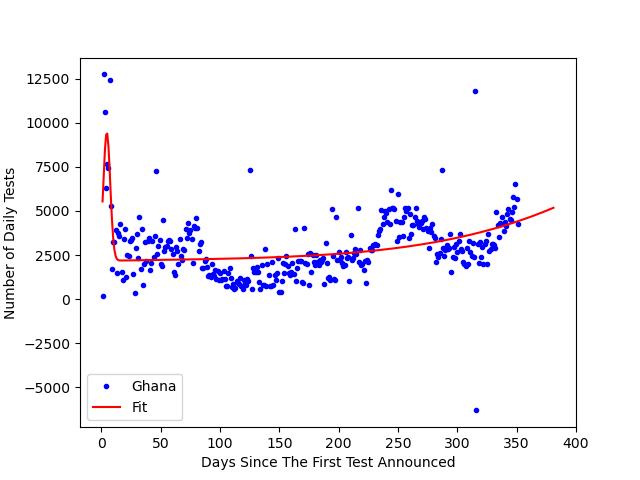 12500
10000
7500
5000
2500
0
−2500
−5000
Number of Daily Tests
Ghana
Fit
0 50 100 150 200 250 300 350 400
Days Since The First Test Announced